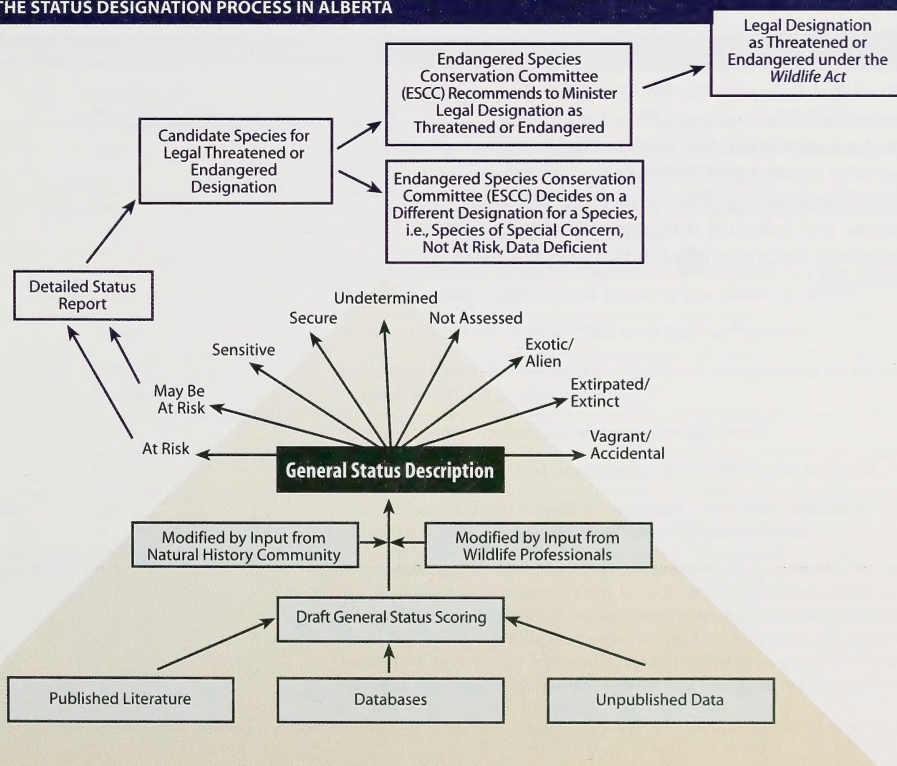 THE STATUS DESIGNATION PROCESS IN ALBERTA
Legal Designation
as Threatened or
Endangered under the
Wildlife Act
Endangered Species
Conservation Committee
(ESCC) Recommends to Minister
Legal Designation as
Threatened or Endangered
Candidate Species for
Legal Threatened or
Endangered
Designation
Endangered Species Conservation
Committee (ESCC) Decides on a
Different Designation for a Species,
i.e., Species of Special Concern,
Not At Risk, Data Deficient
Detailed Status
Report
At Risk
May Be
At Risk
Sensitive
Secure
Undetermined
Not Assessed
Exotic/
Alien
Extirpated/
Extinct
Vagrant/
Accidental
General Status Description
Modified by Input from
Natural History Community
Modified by Input from
Wildlife Professionals
Draft General Status Scoring
Published Literature
Databases
Unpublished Data